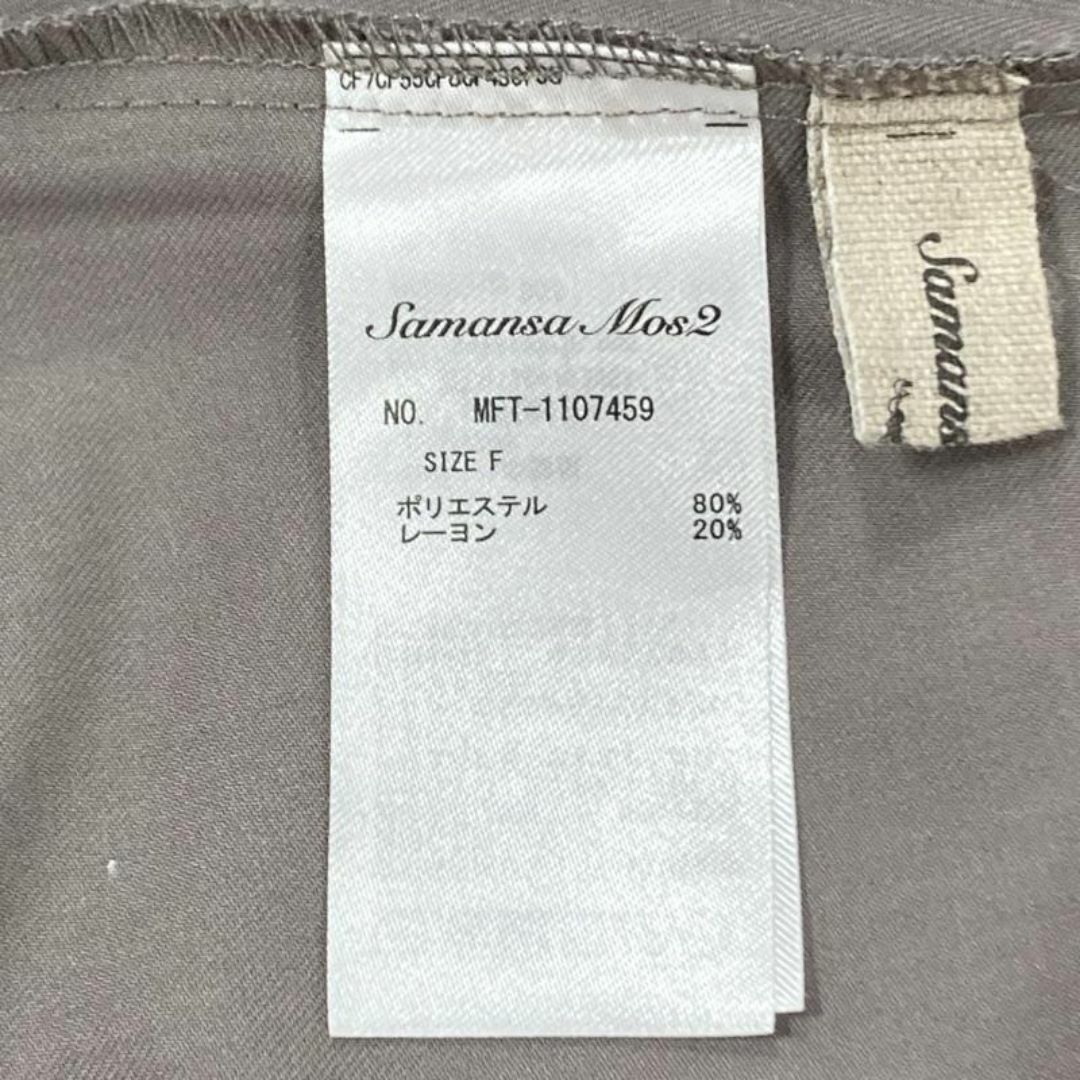 Samansa Mos2
NO. MFT-1107459
SIZE F
ポリエステル 80%
レーヨン 20%